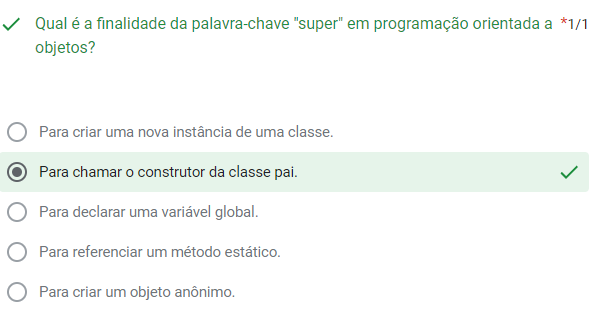 Qual é a finalidade da palavra-chave "super" em programação orientada a *1/1
objetos?
Para criar uma nova instância de uma classe.
Para chamar o construtor da classe pai.
Para declarar uma variável global.
Para referenciar um método estático.
Para criar um objeto anônimo.